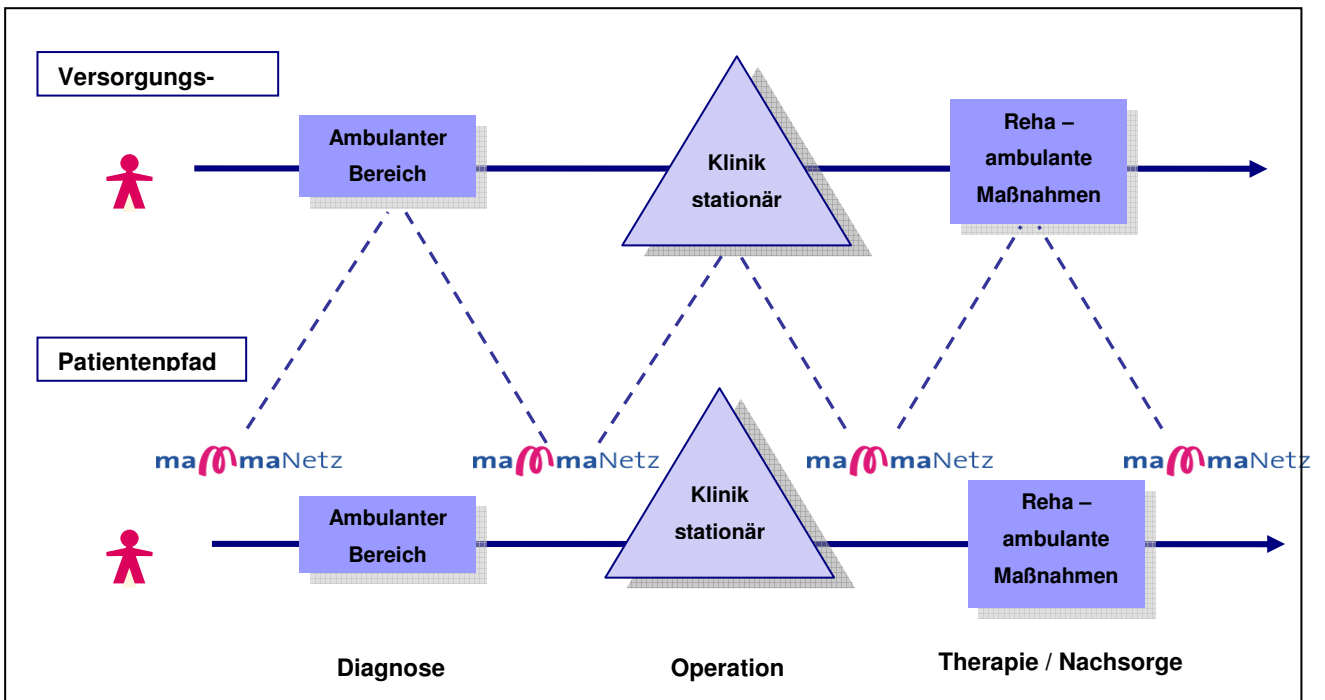 Versorgungs-
Ambulanter
Bereich
Klinik
stationär
Reha –
ambulante
Maßnahmen
Patientenpfad
mammaNetz
mammaNetz
mammaNetz
mammaNetz
Ambulanter
Bereich
Klinik
stationär
Reha –
ambulante
Maßnahmen
Diagnose
Operation
Therapie / Nachsorge